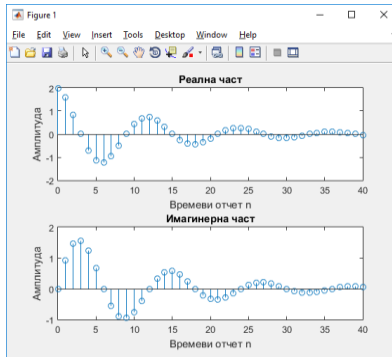 Figure 1
File Edit View Insert Tools Desktop Window Help
Реална част
Амплитуда
2
1
0
-1
-2
0 5 10 15 20 25 30 35 40
Времеви отчет n
Имагинерна част
Амплитуда
2
1
0
-1
0 5 10 15 20 25 30 35 40
Времеви отчет n